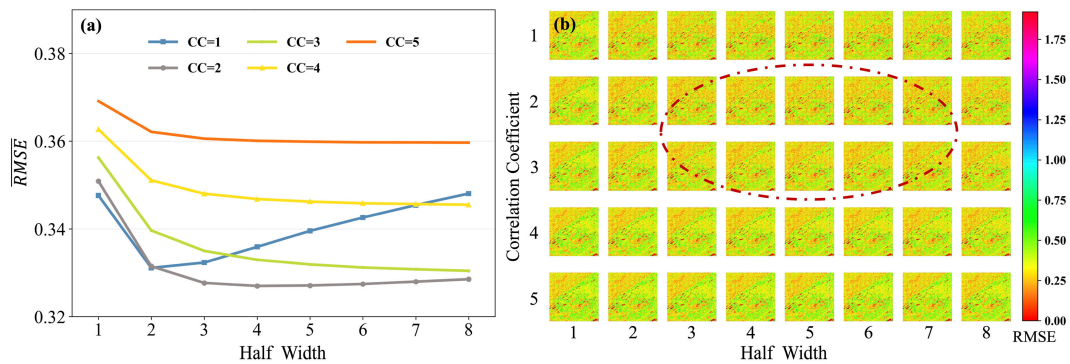 (a)
CC=1
CC=3
CC=5
CC=2
CC=4
0.38
0.36
0.34
0.32
RMSE
1 2 3 4 5 6 7 8
Half Width
(b)
1
2
3
4
5
Correlation Coefficient
1 2 3 4 5 6 7 8
Half Width
1.75
1.50
1.25
1.00
0.75
0.50
0.25
0.00
RMSE